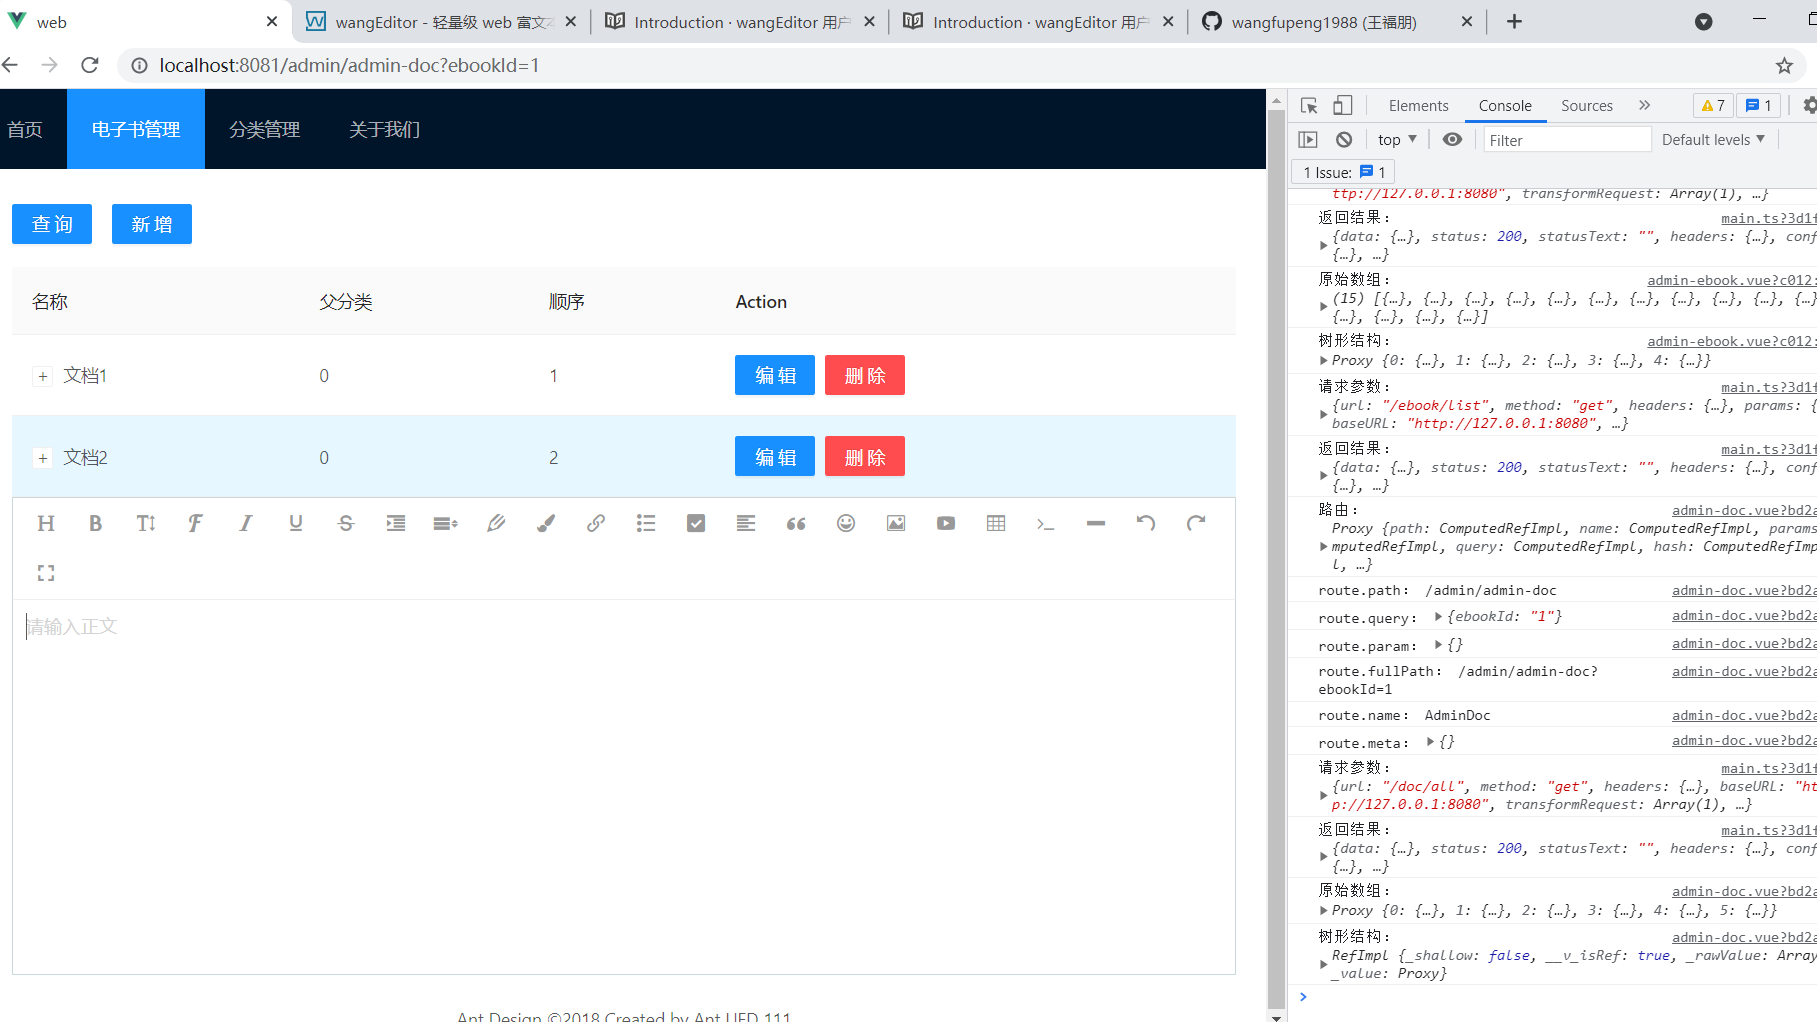 web
wangEditor - 轻量级 web 富文本
Introduction · wangEditor 用户
Introduction · wangEditor 用户
wangfupeng1988 (王福朋)
localhost:8081/admin/admin-doc?ebookId=1
首页
电子书管理
分类管理
关于我们
查 询
新 增
名称 父分类 顺序 Action
+ 文档1 0 1 编 辑 删 除
+ 文档2 0 2 编 辑 删 除
请输入正文
Ant Design ©2018 Created by Ant UED 111
Elements Console Sources 7 1
top Filter Default levels
1 Issue: 1
ttp://127.0.0.1:8080", transformRequest: Array(1), …}
返回结果： main.ts?3d1f
{data: {…}, status: 200, statusText: "", headers: {…}, conf
{…}, …}
原始数组： admin-ebook.vue?c012:
(15) [{…}, {…}, {…}, {…}, {…}, {…}, {…}, {…}, {…}, {…}, {…}
{…}, {…}, {…}, {…}]
树形结构： admin-ebook.vue?c012:
Proxy {0: {…}, 1: {…}, 2: {…}, 3: {…}, 4: {…}}
请求参数： main.ts?3d1f
{url: "/ebook/list", method: "get", headers: {…}, params: {
baseURL: "http://127.0.0.1:8080", …}
返回结果： main.ts?3d1f
{data: {…}, status: 200, statusText: "", headers: {…}, conf
{…}, …}
路由： admin-doc.vue?bd2a
Proxy {path: ComputedRefImpl, name: ComputedRefImpl, params
mputedRefImpl, query: ComputedRefImpl, hash: ComputedRefImp
l, …}
route.path： /admin/admin-doc admin-doc.vue?bd2a
route.query： {ebookId: "1"} admin-doc.vue?bd2a
route.param： {} admin-doc.vue?bd2a
route.fullPath： /admin/admin-doc? admin-doc.vue?bd2a
ebookId=1
route.name： AdminDoc admin-doc.vue?bd2a
route.meta： {} admin-doc.vue?bd2a
请求参数： main.ts?3d1f
{url: "/doc/all", method: "get", headers: {…}, baseURL: "ht
p://127.0.0.1:8080", transformRequest: Array(1), …}
返回结果： main.ts?3d1f
{data: {…}, status: 200, statusText: "", headers: {…}, conf
{…}, …}
原始数组： admin-doc.vue?bd2a
Proxy {0: {…}, 1: {…}, 2: {…}, 3: {…}, 4: {…}, 5: {…}}
树形结构： admin-doc.vue?bd2a
RefImpl {_shallow: false, __v_isRef: true, _rawValue: Array
_value: Proxy}